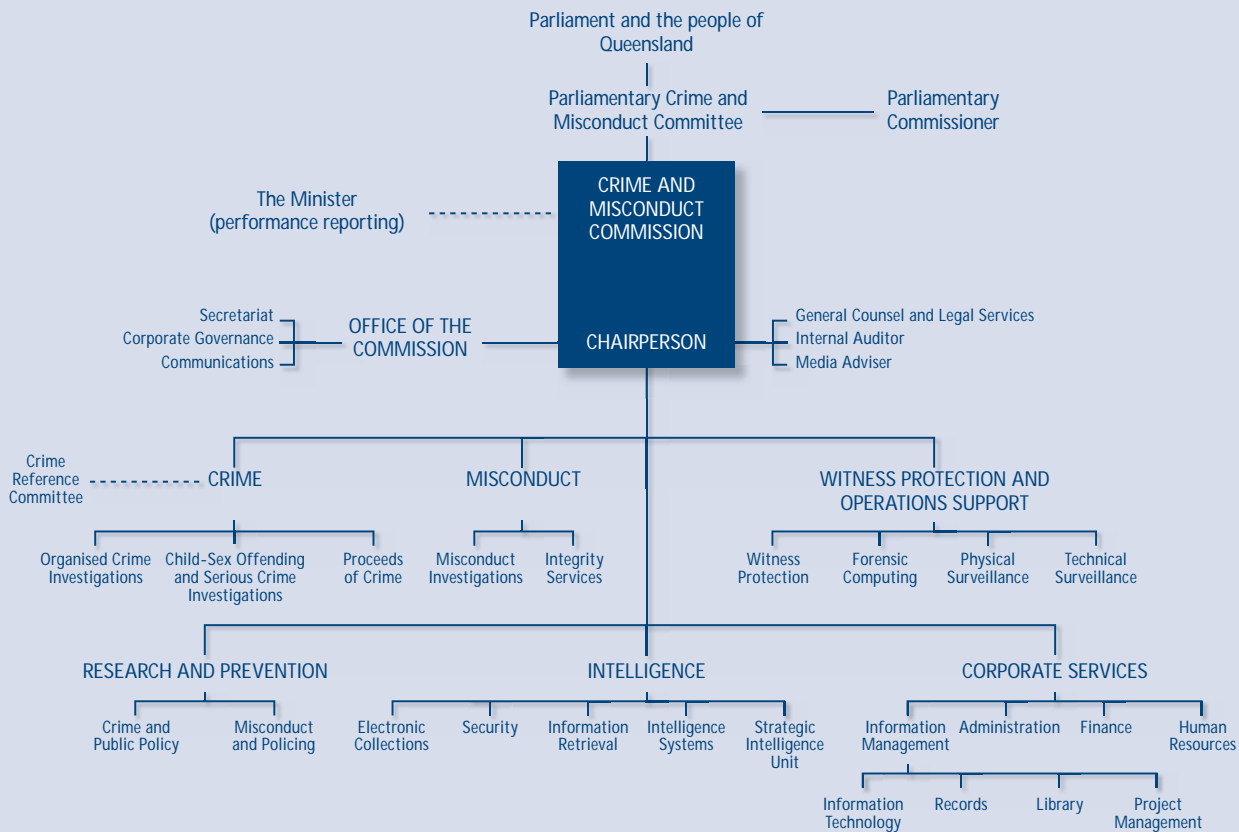 Parliament and the people of
Queensland
Parliamentary Crime and
Misconduct Committee
Parliamentary
Commissioner
CRIME AND
MISCONDUCT
COMMISSION
The Minister
(performance reporting)
Secretariat
Corporate Governance
Communications
OFFICE OF THE
COMMISSION
CHAIRPERSON
General Counsel and Legal Services
Internal Auditor
Media Adviser
Crime
Reference
Committee
CRIME
MISCONDUCT
WITNESS PROTECTION AND
OPERATIONS SUPPORT
Organised Crime
Investigations
Child-Sex Offending
and Serious Crime
Investigations
Proceeds
of Crime
Misconduct
Investigations
Integrity
Services
Witness
Protection
Forensic
Computing
Physical
Surveillance
Technical
Surveillance
RESEARCH AND PREVENTION
INTELLIGENCE
CORPORATE SERVICES
Crime and
Public Policy
Misconduct
and Policing
Electronic
Collections
Security
Information
Retrieval
Intelligence
Systems
Strategic
Intelligence
Unit
Information
Management
Administration
Finance
Human
Resources
Information
Technology
Records
Library
Project
Management